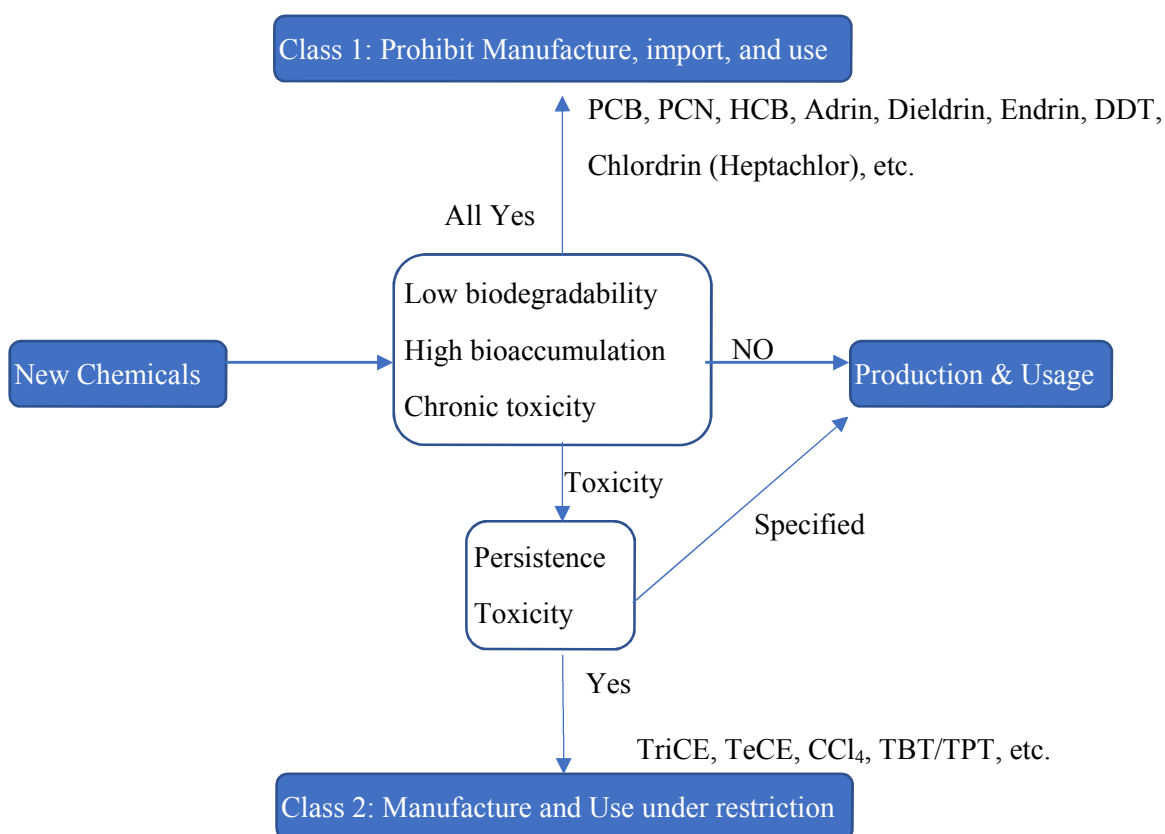 Class 1: Prohibit Manufacture, import, and use
PCB, PCN, HCB, Adrin, Dieldrin, Endrin, DDT,
Chlordrin (Heptachlor), etc.
All Yes
Low biodegradability
High bioaccumulation
Chronic toxicity
New Chemicals
NO
Production & Usage
Toxicity
Specified
Persistence
Toxicity
Yes
TriCE, TeCE, CCl₄, TBT/TPT, etc.
Class 2: Manufacture and Use under restriction